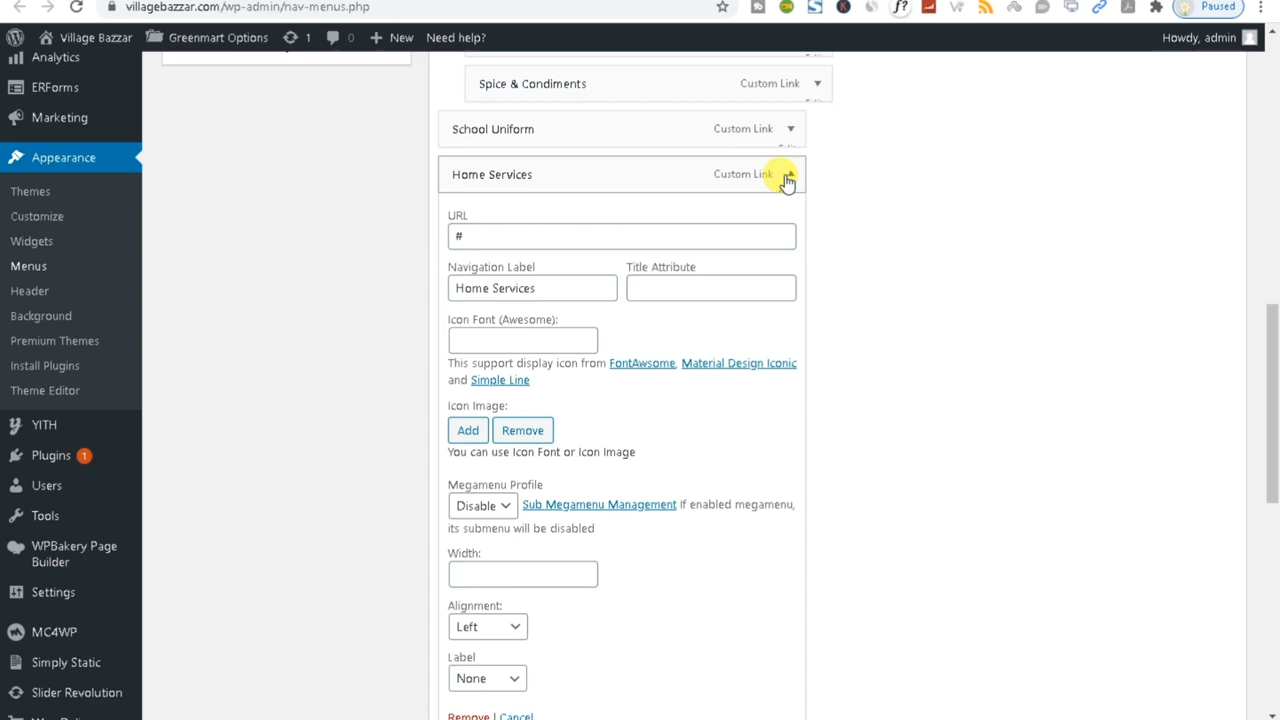 villagebazzar.com/wp-admin/nav-menus.php
Paused
Village Bazzar
Greenmart Options
1
0
New
Need help?
Howdy, admin
Analytics
ERForms
Marketing
Appearance
Themes
Customize
Widgets
Menus
Header
Background
Premium Themes
Install Plugins
Theme Editor
YITH
Plugins 1
Users
Tools
WPBakery Page
Builder
Settings
MC4WP
Simply Static
Slider Revolution
Spice & Condiments Custom Link
School Uniform Custom Link
Home Services Custom Link
URL
#
Navigation Label Title Attribute
Home Services
Icon Font (Awesome):
This support display icon from FontAwsome, Material Design Iconic
and Simple Line
Icon Image:
Add Remove
You can use Icon Font or Icon Image
Megamenu Profile
Disable Sub Megamenu Management If enabled megamenu,
its submenu will be disabled
Width:
Alignment:
Left
Label
None
Remove | Cancel